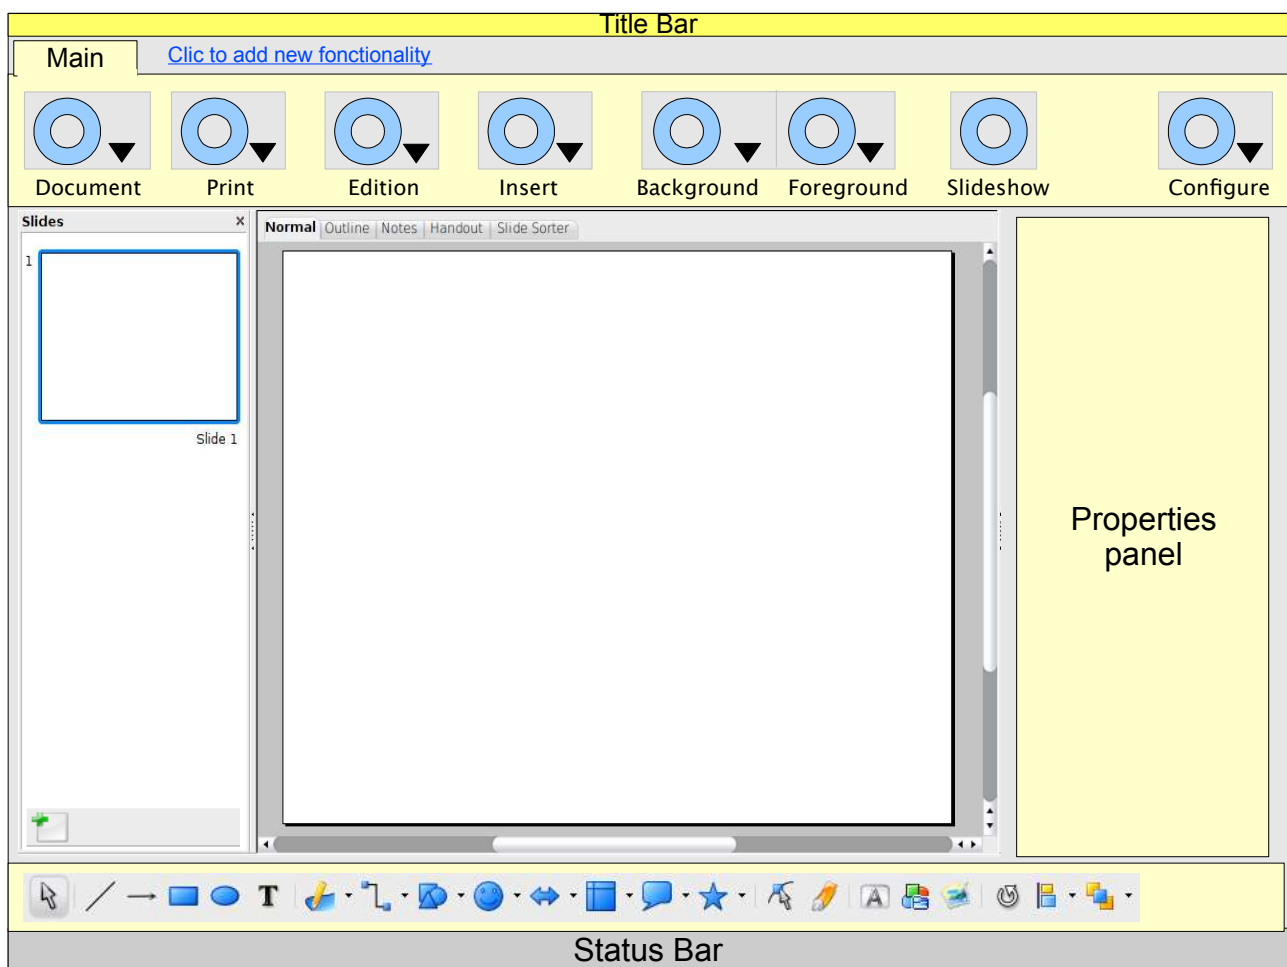 Title Bar
Main
Clic to add new fonctionality
Document Print Edition Insert Background Foreground Slideshow Configure
Slides x
Normal Outline Notes Handout Slide Sorter
1
Slide 1
Properties
panel
T
A
Status Bar